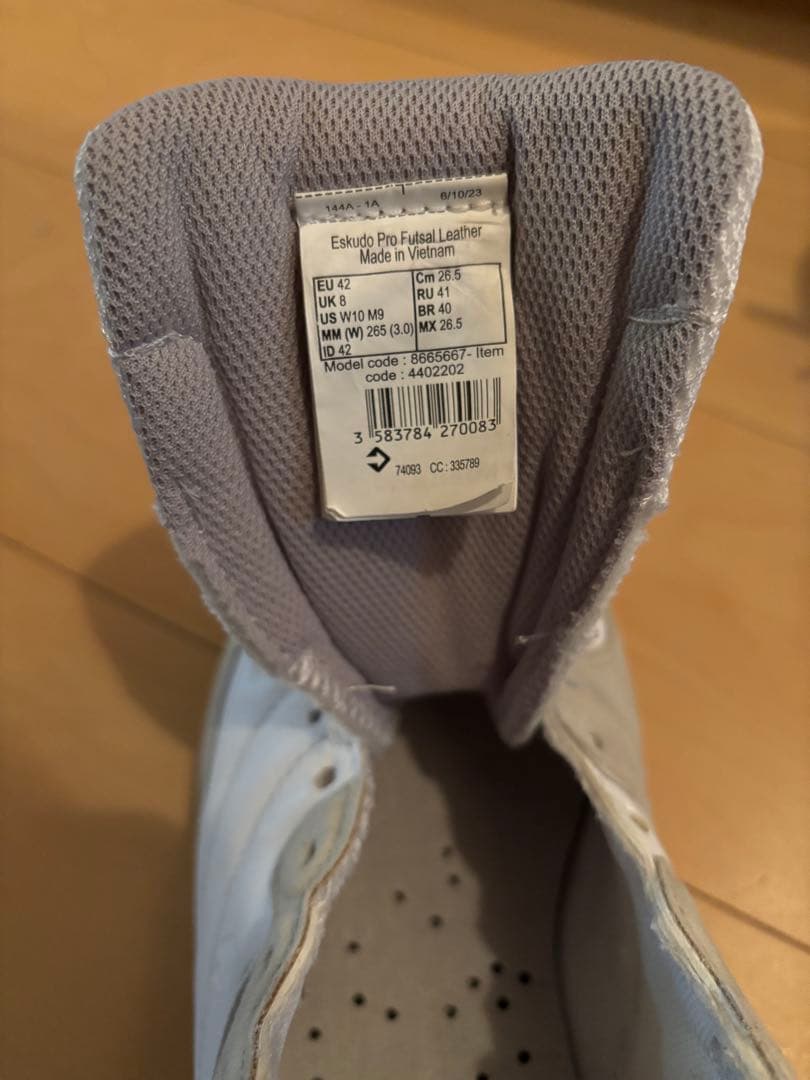 144A - 1A 6/10/23
Eskudo Pro Futsal Leather
Made in Vietnam
EU 42 Cm 26.5
UK 8 RU 41
US W10 M9 BR 40
MM (W) 265 (3.0) MX 26.5
ID 42
Model code : 8665667- Item
code : 4402202
3 583784 270083
74093 CC : 335789